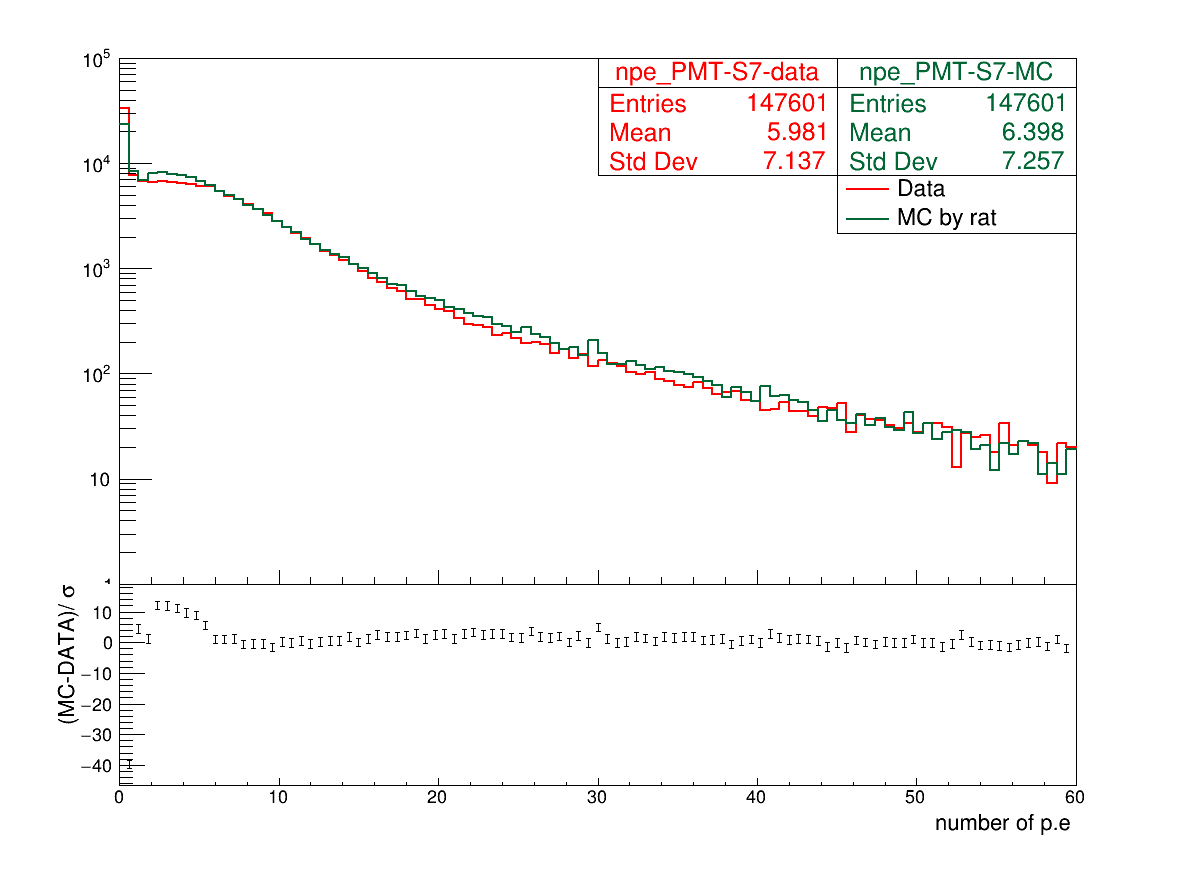 npe_PMT-S7-data
Entries 147601
Mean 5.981
Std Dev 7.137
npe_PMT-S7-MC
Entries 147601
Mean 6.398
Std Dev 7.257
Data
MC by rat
10^5
10^4
10^3
10^2
10
1
(MC-DATA)/ σ
10
0
−10
−20
−30
−40
0 10 20 30 40 50 60
number of p.e